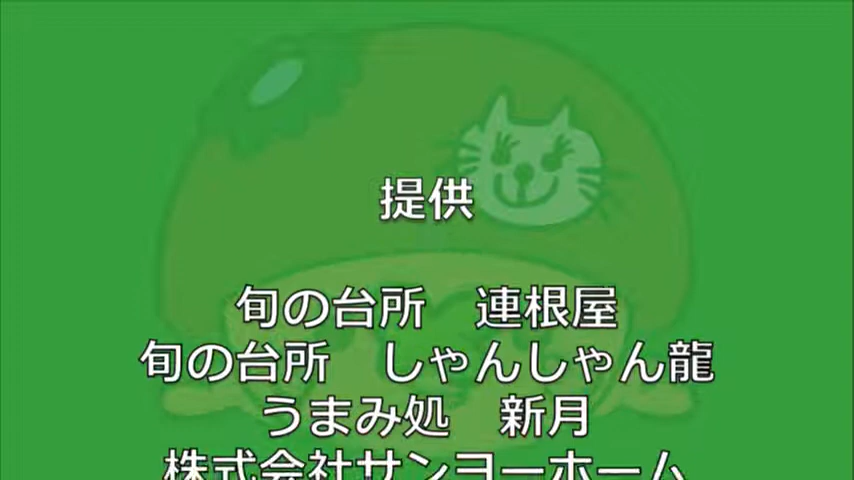 提供
旬の台所　連根屋
旬の台所　しゃんしゃん龍
うまみ処　新月
株式会社サンヨーホーム